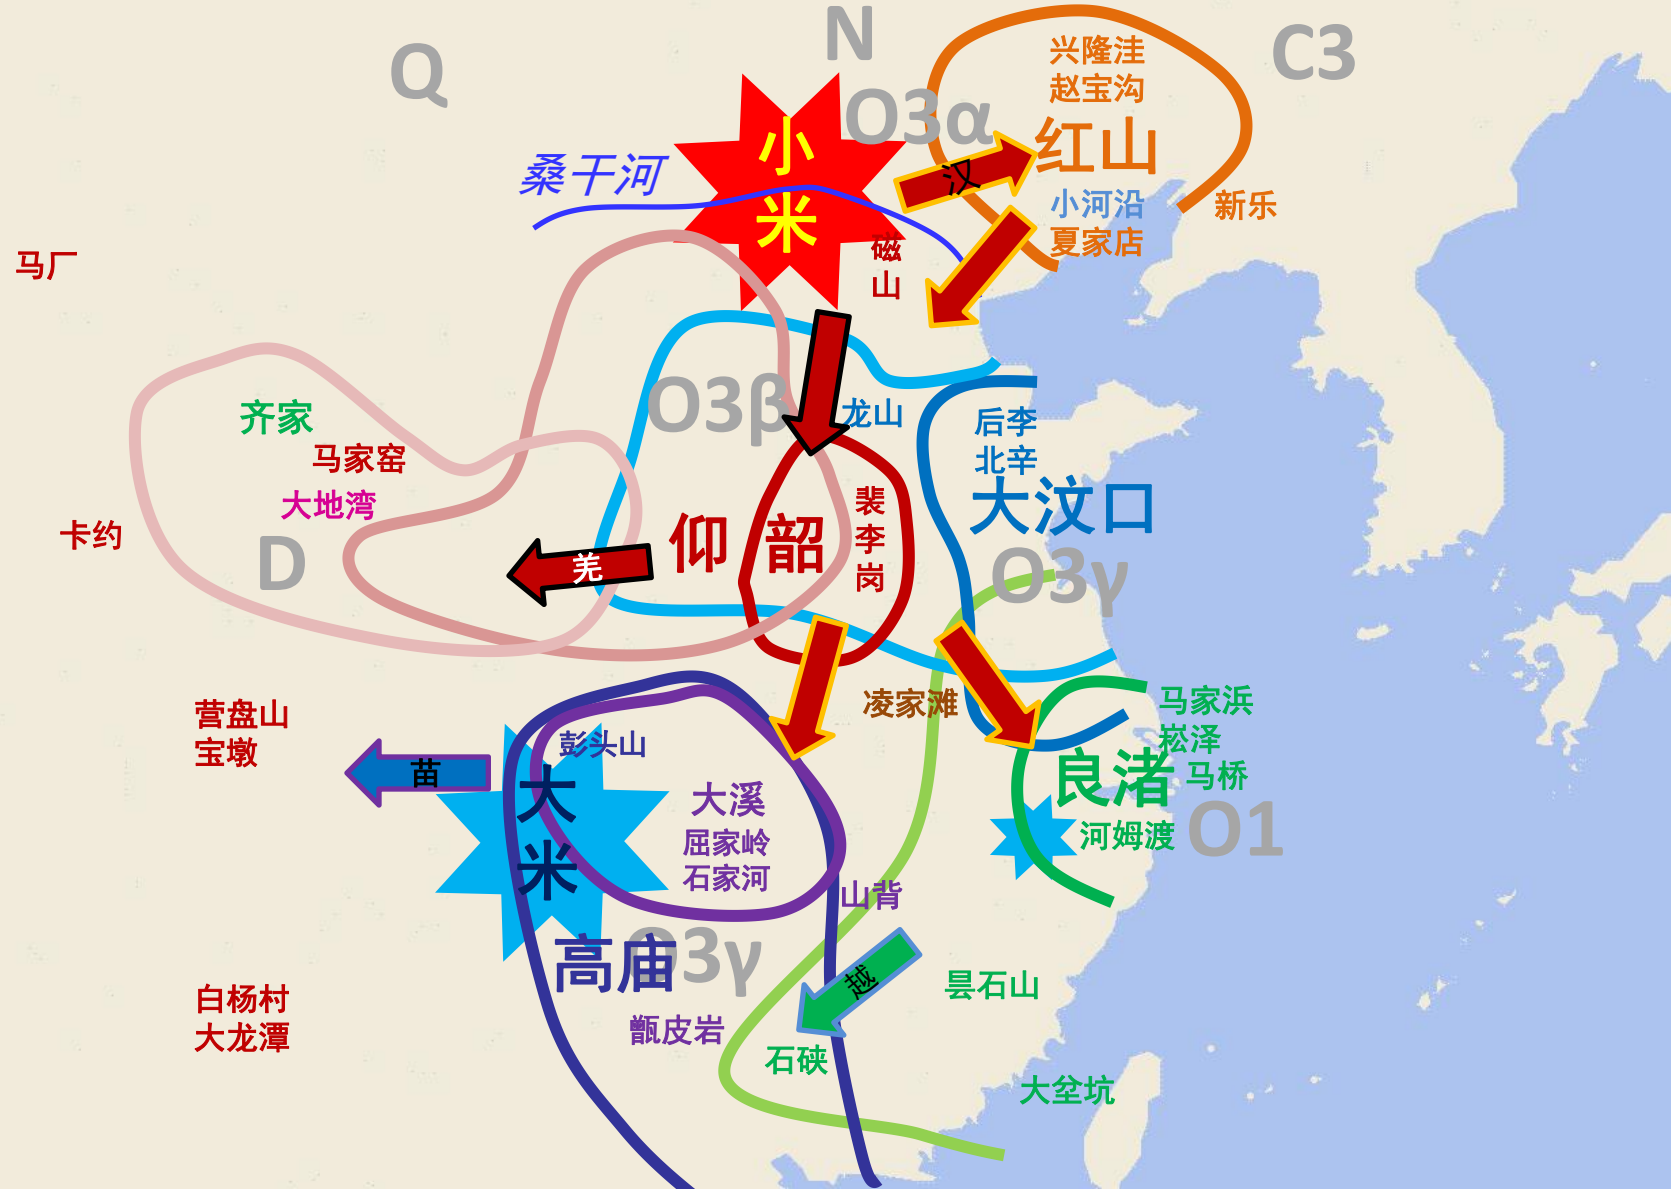 N
C3
Q
兴隆洼
赵宝沟
O3α
小
米
红山
桑干河
汉
小河沿
新乐
夏家店
磁
山
马厂
O3β
龙山
齐家
后李
马家窑
北辛
大地湾
大汶口
裴
李
岗
卡约
仰韶
D
羌
O3γ
营盘山
宝墩
凌家滩
马家浜
崧泽
彭头山
苗
良渚
马桥
大
米
大溪
屈家岭
石家河
河姆渡
O1
山背
高庙
O3γ
越
昙石山
白杨村
大龙潭
甑皮岩
石硖
大坌坑